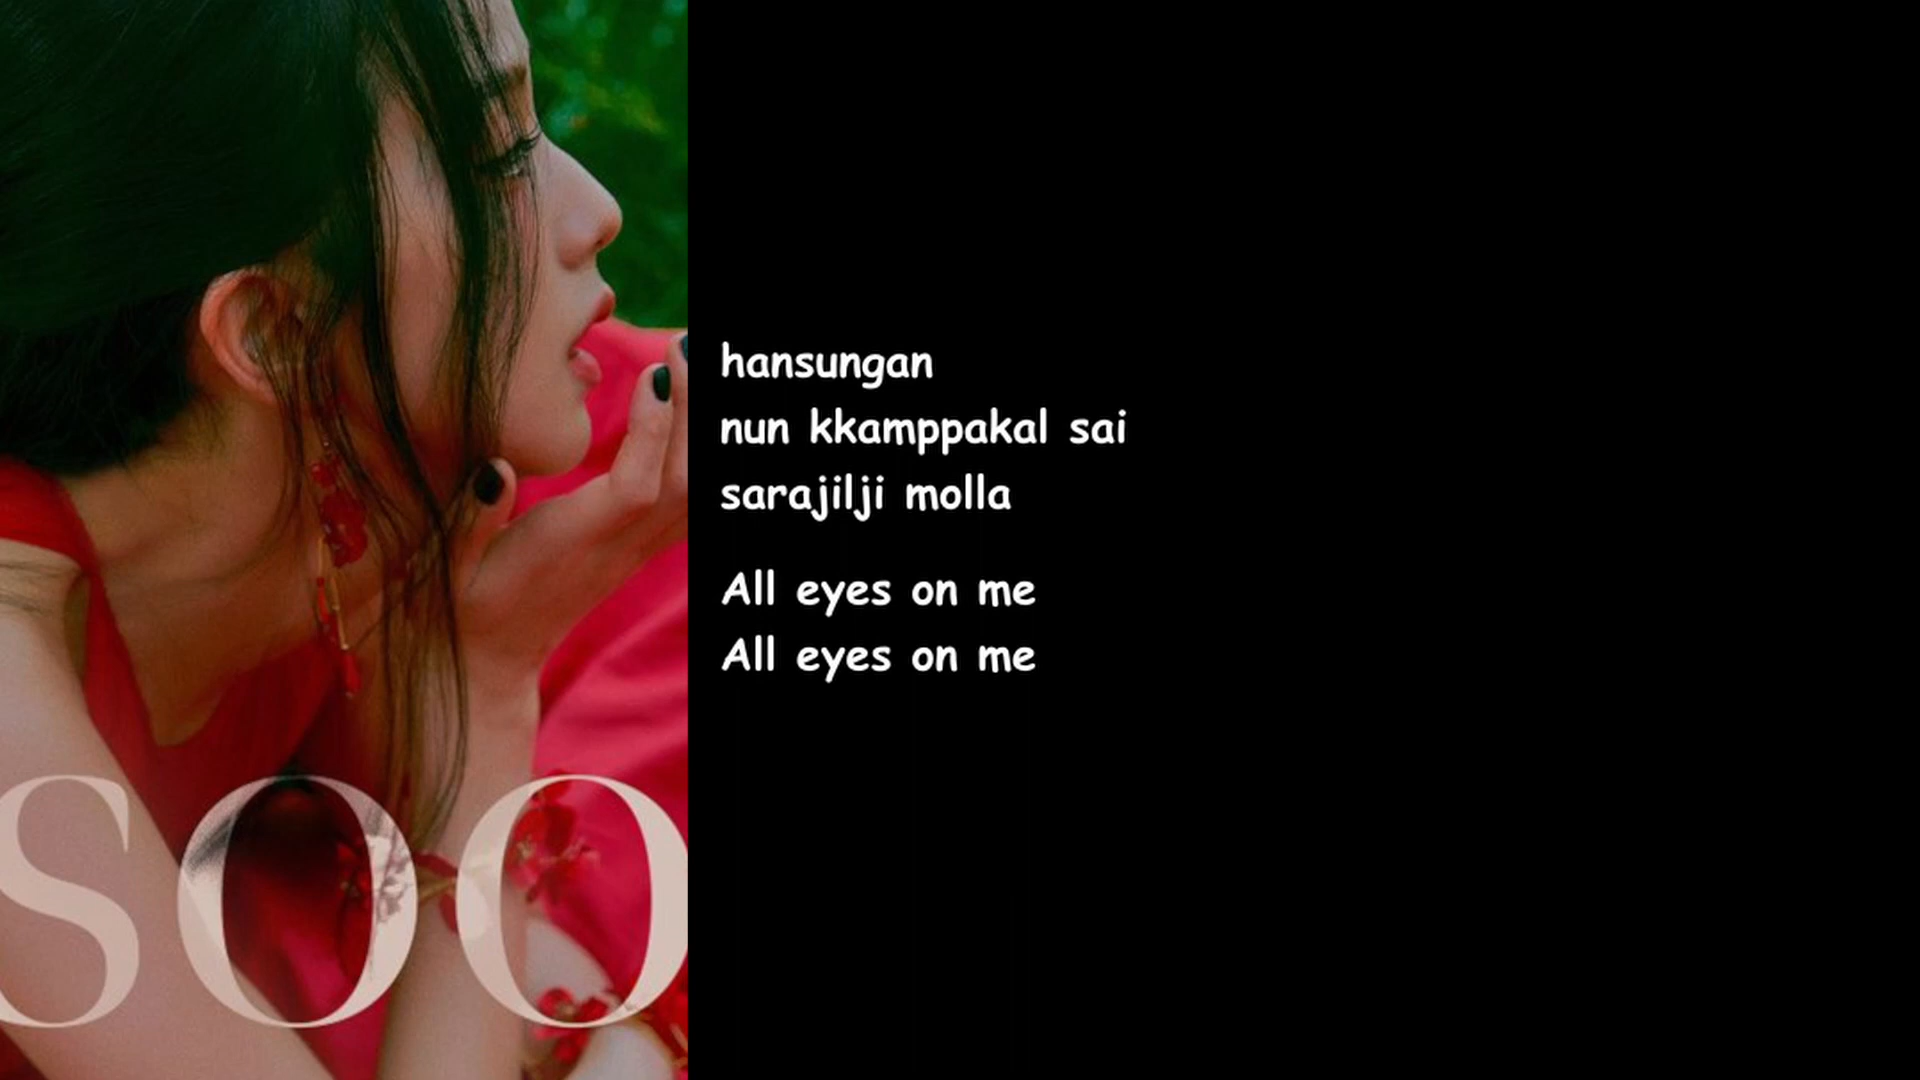 hansungan
nun kkamppakal sai
sarajilji molla
All eyes on me
All eyes on me
SOO